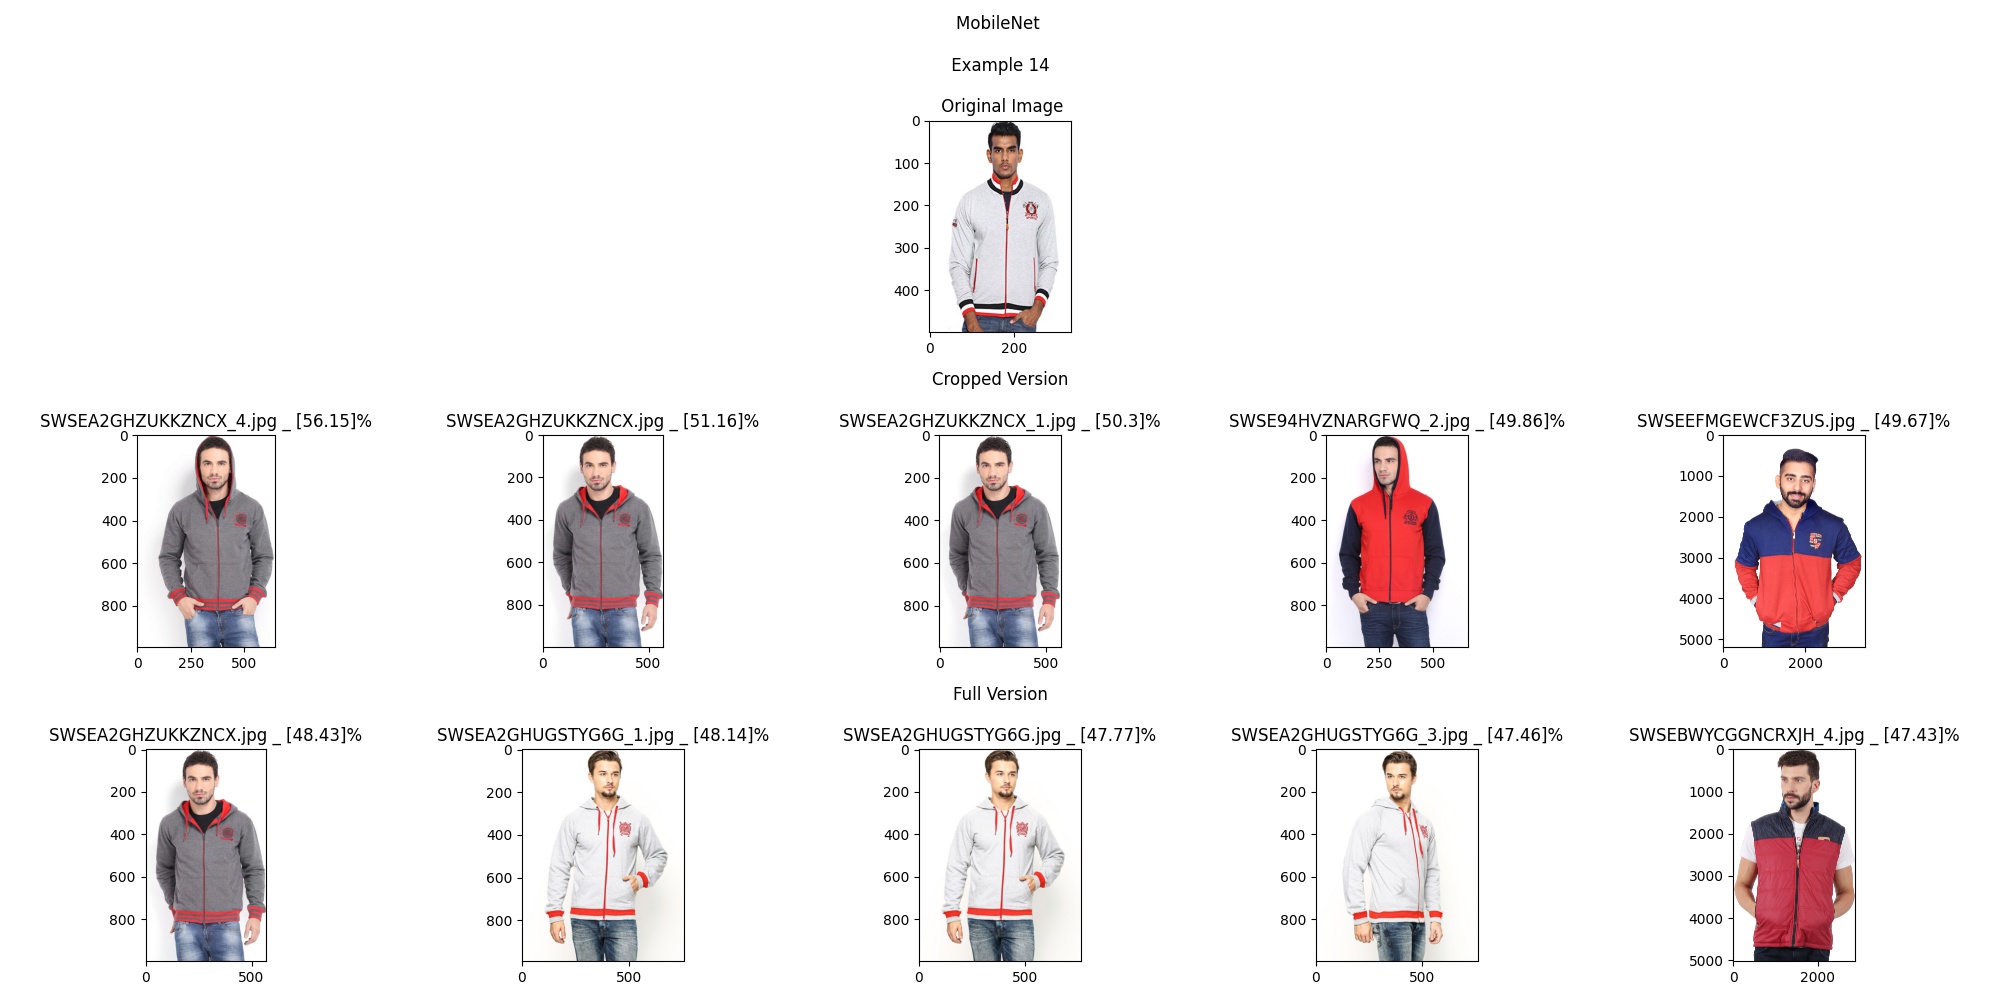 MobileNet
Example 14
Original Image
0
100
200
300
400
0 200
Cropped Version
SWSEA2GHZUKKZNCX_4.jpg _ [56.15]% SWSEA2GHZUKKZNCX.jpg _ [51.16]% SWSEA2GHZUKKZNCX_1.jpg _ [50.3]% SWSE94HVZNARGFWQ_2.jpg _ [49.86]% SWSEEFMGEWCF3ZUS.jpg _ [49.67]%
0 0 0 0 0
200 200 200 200 1000
400 400 400 400 2000
600 600 600 600 3000
800 800 800 800 4000
5000
0 250 500 0 500 0 500 0 250 500 0 2000
Full Version
SWSEA2GHZUKKZNCX.jpg _ [48.43]% SWSEA2GHUGSTYG6G_1.jpg _ [48.14]% SWSEA2GHUGSTYG6G.jpg _ [47.77]% SWSEA2GHUGSTYG6G_3.jpg _ [47.46]% SWSEBWYCGGNCRXJH_4.jpg _ [47.43]%
0 0 0 0 0
200 200 200 200 1000
400 400 400 400 2000
600 600 600 600 3000
800 800 800 800 4000
5000
0 500 0 500 0 500 0 500 0 2000